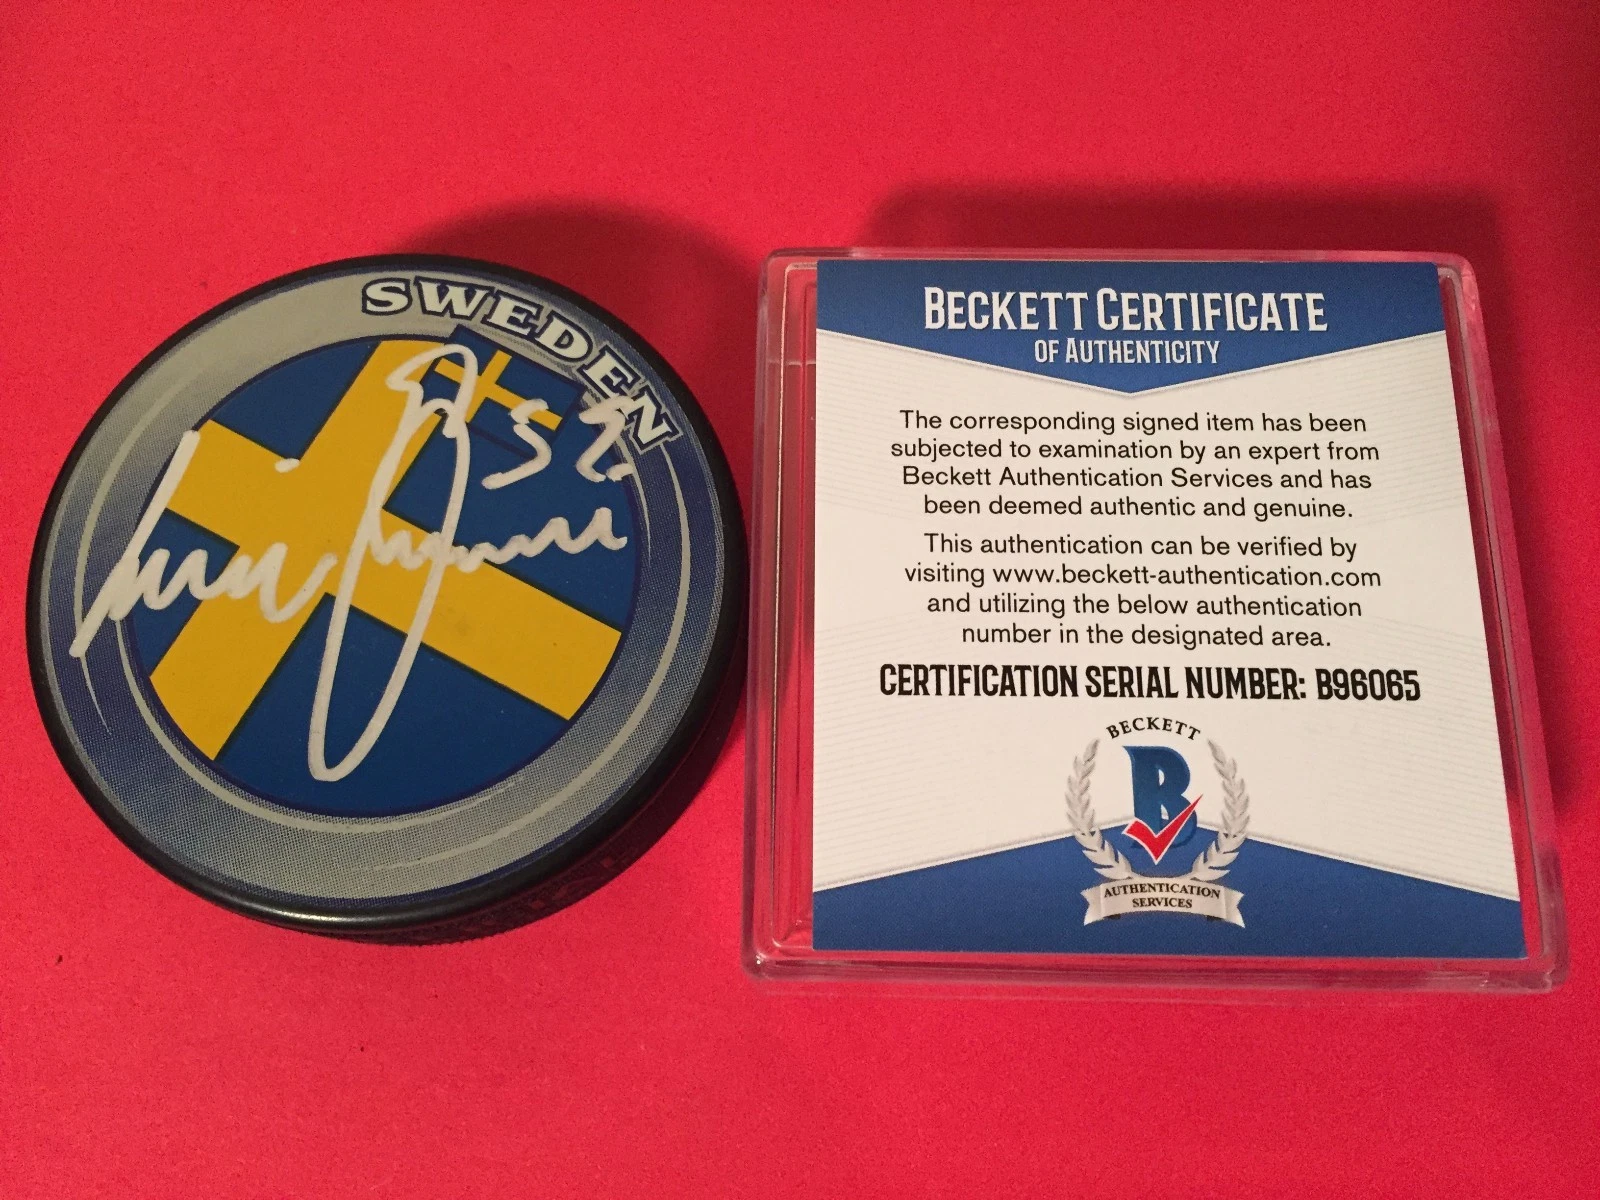 SWEDEN
32
BECKETT CERTIFICATE
OF AUTHENTICITY
The corresponding signed item has been
subjected to examination by an expert from
Beckett Authentication Services and has
been deemed authentic and genuine.
This authentication can be verified by
visiting www.beckett-authentication.com
and utilizing the below authentication
number in the designated area.
CERTIFICATION SERIAL NUMBER: B96065
BECKETT
B
AUTHENTICATION
SERVICES